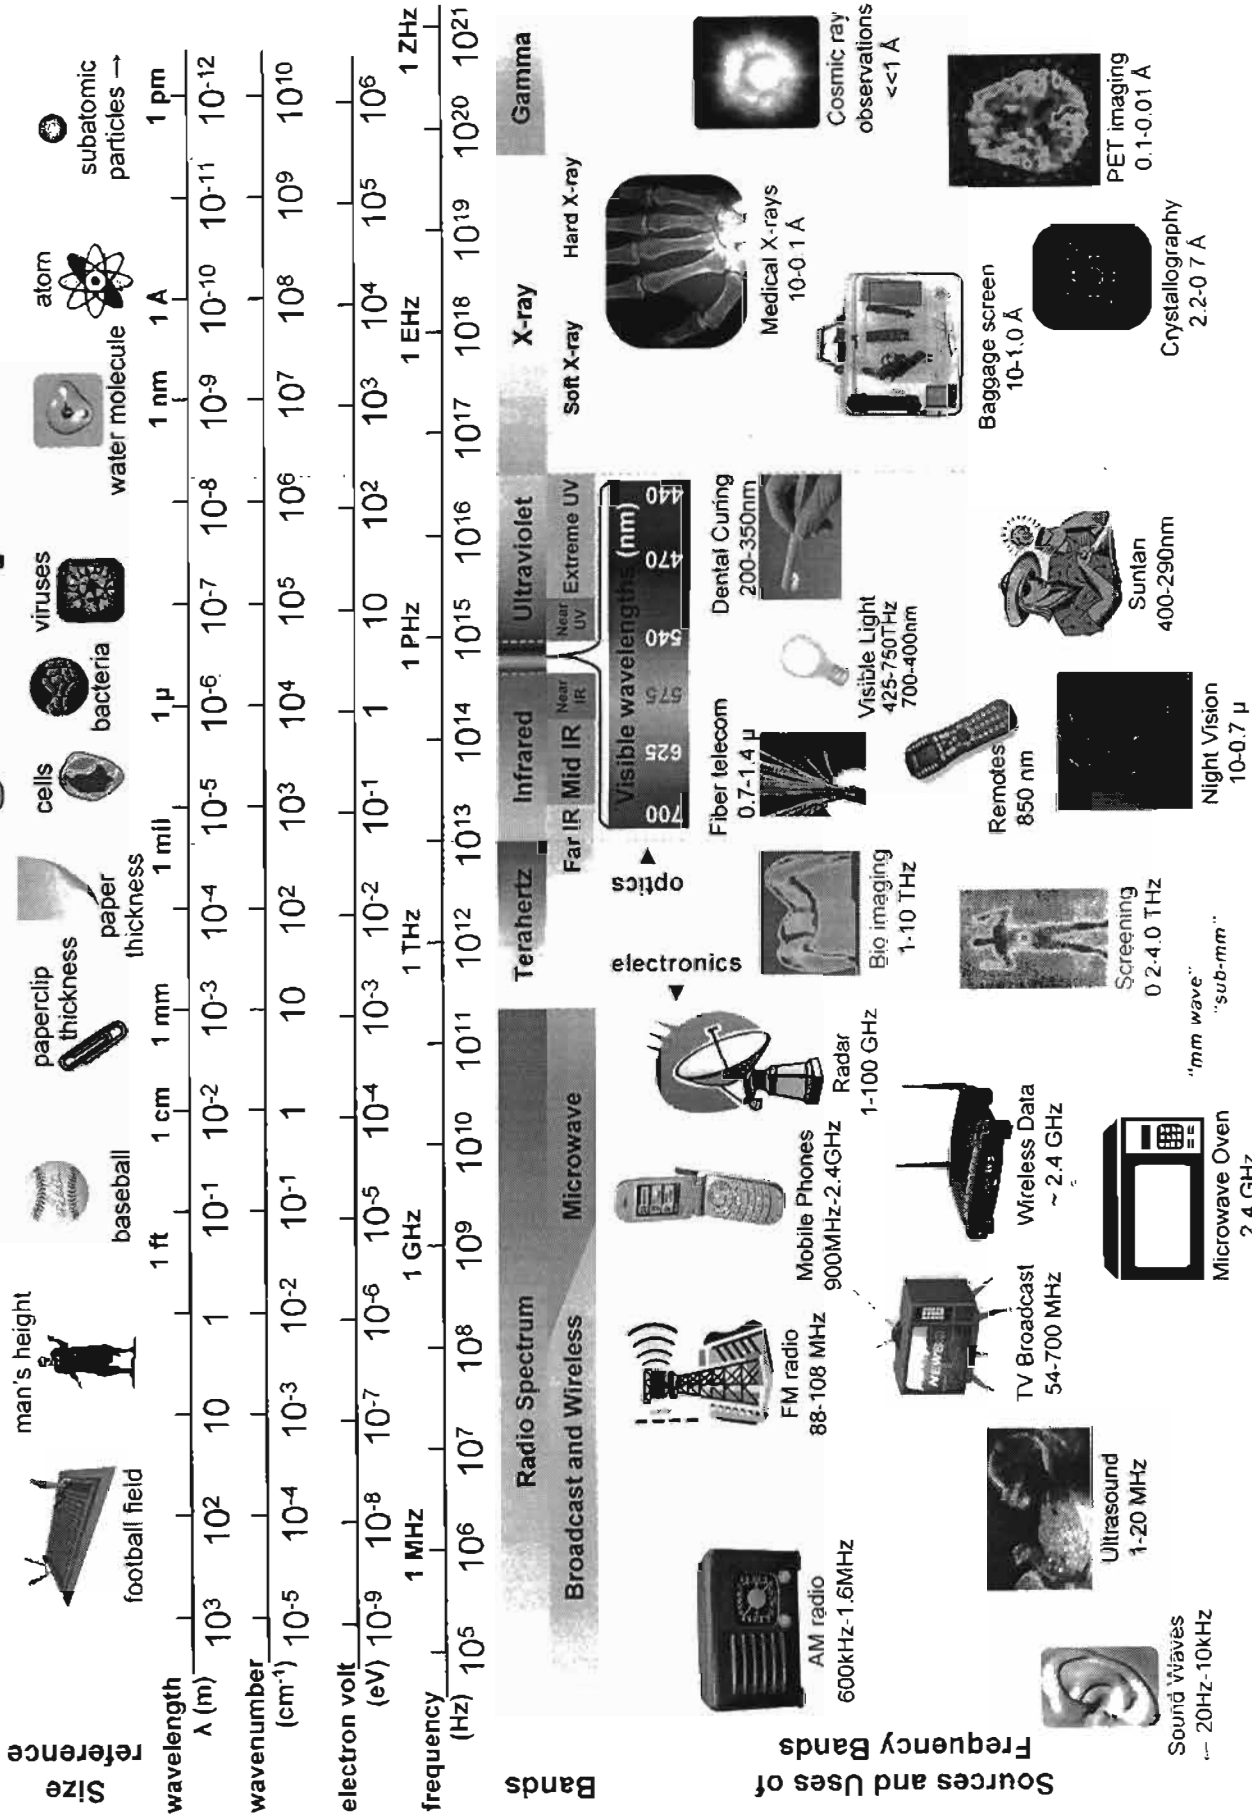 Size
reference
football field
man's height
baseball
paperclip
thickness
paper
thickness
cells
bacteria
viruses
water molecule
atom
subatomic
particles →
1 ft
1 cm
1 mm
1 mil
1 µ
1 nm
1 Å
1 pm
wavelength
λ (m)
10³ 10² 10 1 10-1 10-2 10-3 10-4 10-5 10-6 10-7 10-8 10-9 10-10 10-11 10-12
wavenumber
(cm⁻¹)
10-5 10-4 10-3 10-2 10-1 1 10 10² 10³ 10⁴ 10⁵ 10⁶ 10⁷ 10⁸ 10⁹ 10¹⁰
electron volt
(eV)
10-9 10-8 10-7 10-6 10-5 10-4 10-3 10-2 10-1 1 10 10² 10³ 10⁴ 10⁵ 10⁶
1 MHz
1 GHz
1 THz
1 PHz
1 EHz
1 ZHz
frequency
(Hz)
10⁵ 10⁶ 10⁷ 10⁸ 10⁹ 10¹⁰ 10¹¹ 10¹² 10¹³ 10¹⁴ 10¹⁵ 10¹⁶ 10¹⁷ 10¹⁸ 10¹⁹ 10²⁰ 10²¹
Bands
Radio Spectrum
Terahertz
Infrared
Ultraviolet
X-ray
Gamma
Broadcast and Wireless
Microwave
Far IR
Mid IR
Near
IR
Near
UV
Extreme UV
Soft X-ray
Hard X-ray
electronics
optics
Visible wavelengths (nm)
700 625 575 540 470 440
Sources and Uses of
Frequency Bands
AM radio
600kHz-1.6MHz
FM radio
88-108 MHz
Mobile Phones
900MHz-2.4GHz
Radar
1-100 GHz
Bio imaging
1-10 THz
Fiber telecom
0.7-1.4 µ
Visible Light
425-750THz
700-400nm
Dental Curing
200-350nm
Medical X-rays
10-0.1 Å
Cosmic ray
observations
<<1 Å
Sound Waves
20Hz-10kHz
Ultrasound
1-20 MHz
NEWS
TV Broadcast
54-700 MHz
Wireless Data
~ 2.4 GHz
Microwave Oven
2.4 GHz
"mm wave"
"sub-mm"
Screening
0 2-4.0 THz
Remotes
850 nm
Night Vision
10-0.7 µ
Suntan
400-290nm
Baggage screen
10-1.0 Å
Crystallography
2.2-0 7 Å
PET imaging
0.1-0.01 Å